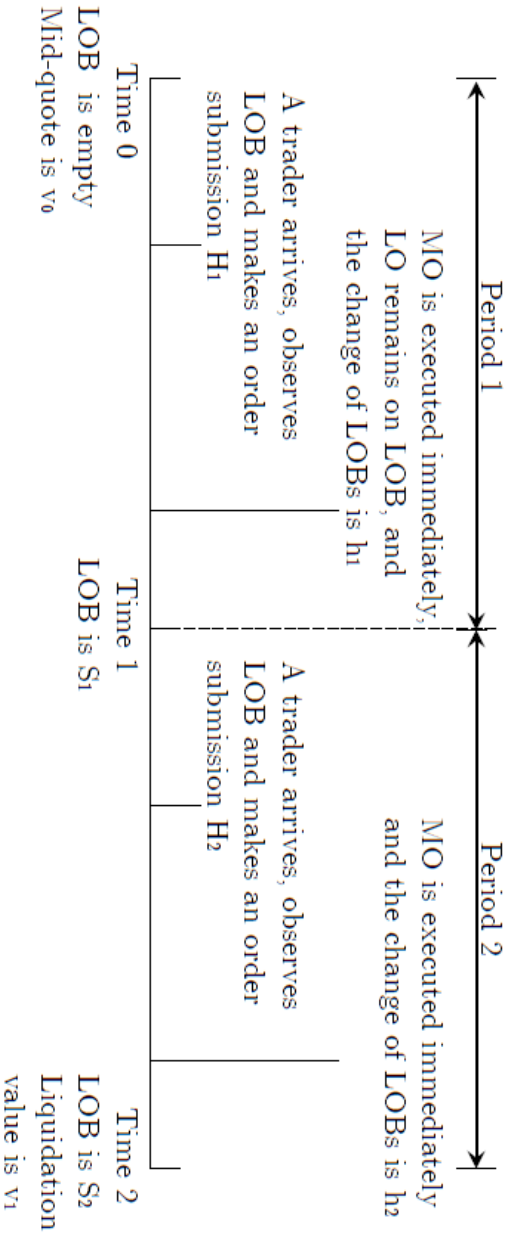 Period 1
Period 2
MO is executed immediately,
LO remains on LOB, and
the change of LOBs is h1
MO is executed immediately
and the change of LOBs is h2
A trader arrives, observes
LOB and makes an order
submission H1
A trader arrives, observes
LOB and makes an order
submission H2
Time 0
LOB is empty
Mid-quote is v0
Time 1
LOB is S1
Time 2
LOB is S2
Liquidation
value is v1